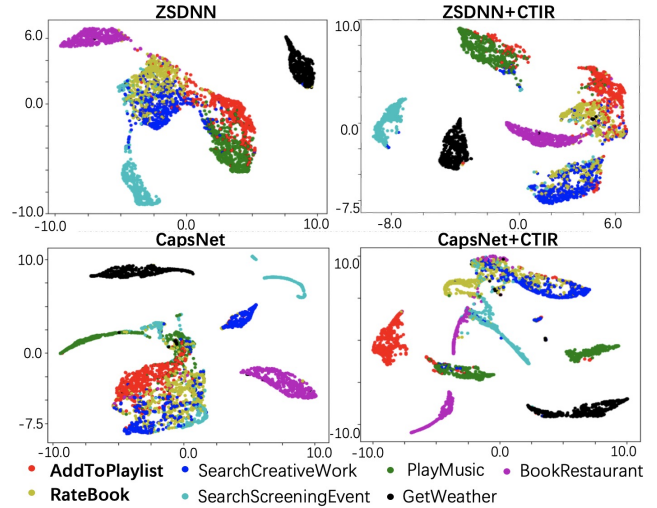 ZSDNN ZSDNN+CTIR
6.0 10.0
0.0 0.0
-10.0 -7.5
-10.0 0.0 10.0 -8.0 0.0 6.0
CapsNet CapsNet+CTIR
10.0 10.0
0.0
-7.5 -10.0
-10.0 0.0 10.0 -10.0 0.0 10.0
AddToPlaylist SearchCreativeWork PlayMusic BookRestaurant
RateBook SearchScreeningEvent GetWeather